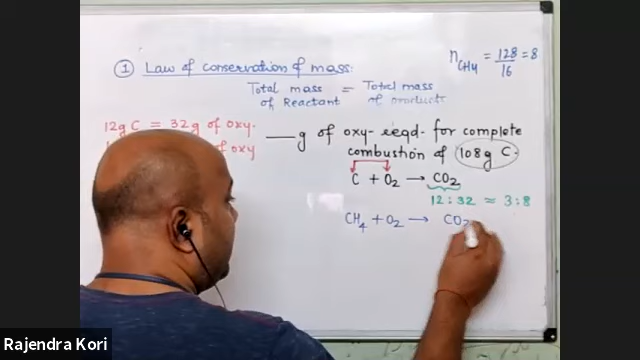 ① Law of conservation of mass:
n CH4 = 128/16 = 8
Total mass of Reactant = Total mass of products
12g C = 32g of oxy.
of oxy
___ g of oxy- reqd- for complete
combustion of 108g C.
C + O2 → CO2
12 : 32 ≈ 3 : 8
CH4 + O2 → CO2
Rajendra Kori